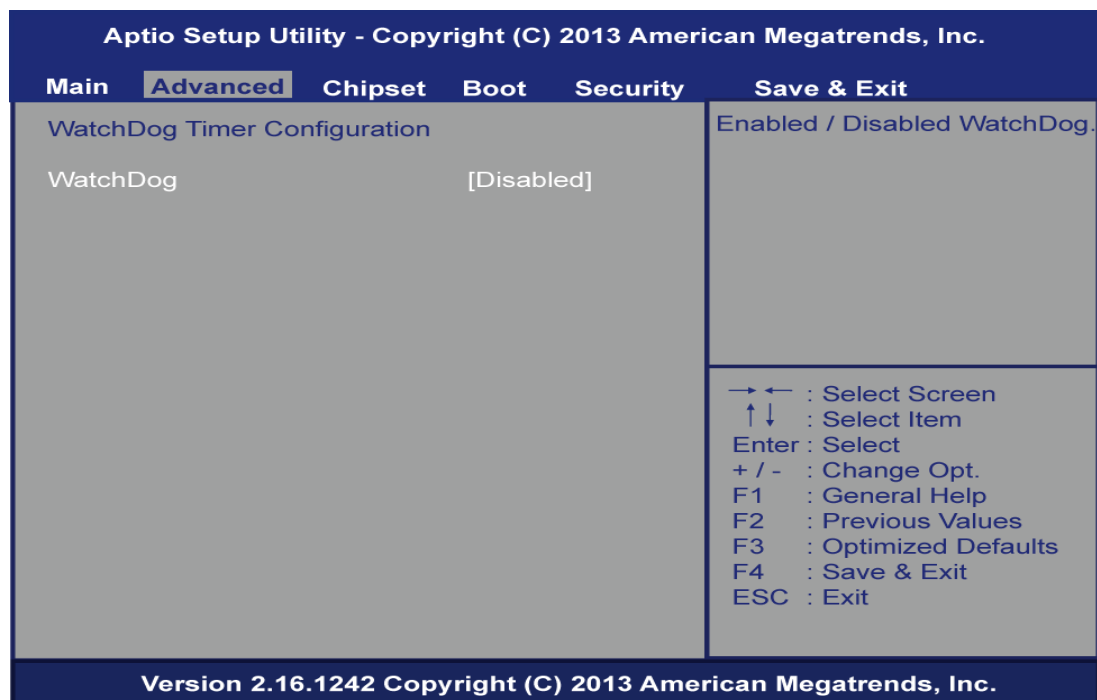 Aptio Setup Utility - Copyright (C) 2013 American Megatrends, Inc.
Main Advanced Chipset Boot Security Save & Exit
WatchDog Timer Configuration
WatchDog [Disabled]
Enabled / Disabled WatchDog.
→ ← : Select Screen
↑ ↓ : Select Item
Enter : Select
+ / - : Change Opt.
F1 : General Help
F2 : Previous Values
F3 : Optimized Defaults
F4 : Save & Exit
ESC : Exit
Version 2.16.1242 Copyright (C) 2013 American Megatrends, Inc.